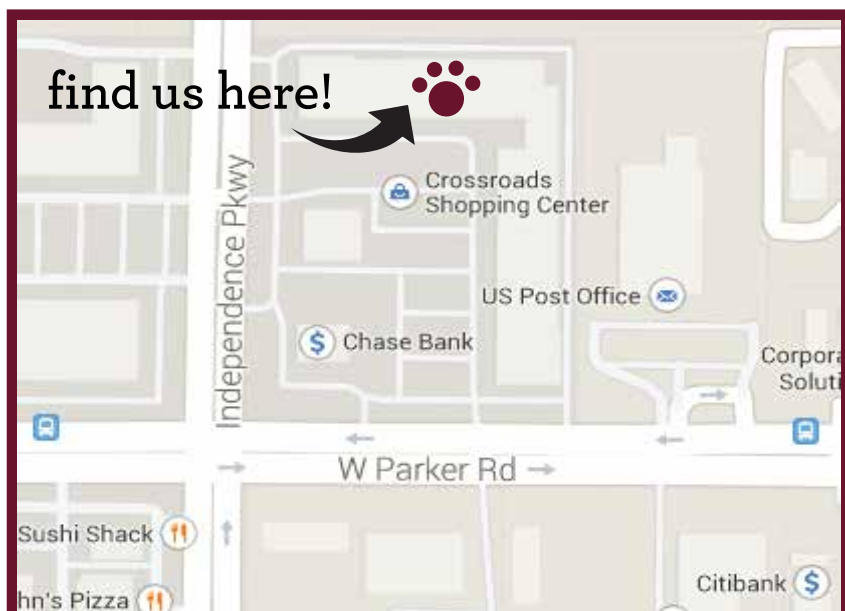 find us here!
Crossroads
Shopping Center
Independence Pkwy
US Post Office
$ Chase Bank
Corpora
Soluti
W Parker Rd
Sushi Shack
Citibank $
hn's Pizza